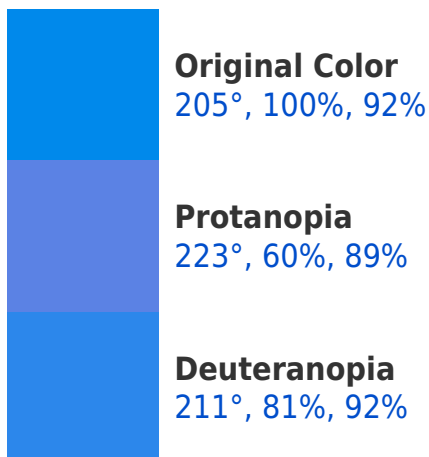 Original Color
205°, 100%, 92%
Protanopia
223°, 60%, 89%
Deuteranopia
211°, 81%, 92%